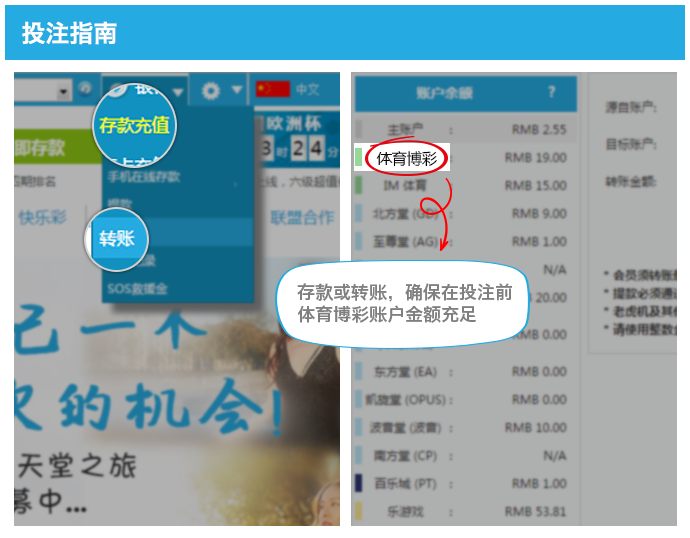 投注指南
中文
存款充值
欧洲杯
3时24分
即存款
手机在线存款
上线，六级超值
后期排名
提款
快乐彩
转账
联盟合作
录
SOS救援金
己一个
欠的机会!
天堂之旅
募中...
账户余额 ?
主账户 : RMB 2.55
体育博彩 : RMB 19.00
IM 体育 : RMB 15.00
北方堂 (GD) : RMB 9.00
至尊堂 (AG) : RMB 1.00
N/A
20.00
存款或转账，确保在投注前
体育博彩账户金额充足
RMB 0.00
东方堂 (EA) : RMB 0.00
凯旋堂 (OPUS) : RMB 0.00
波音堂 (波音) : RMB 10.00
南方堂 (CP) : N/A
百乐城 (PT) : RMB 1.00
乐游戏 : RMB 53.81
源自账户:
目标账户:
转账金额:
* 会员须转账
* 提款必须通
* 老虎机及其
* 请使用整数